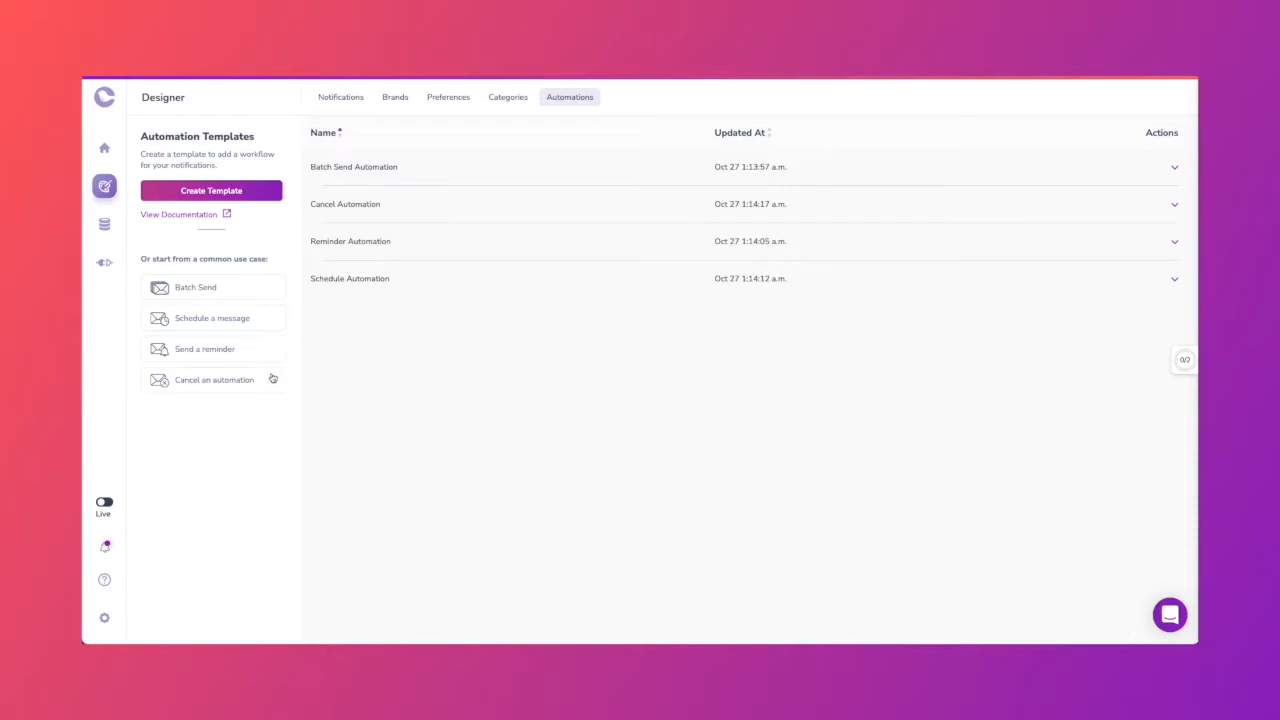 Designer
Notifications
Brands
Preferences
Categories
Automations
Automation Templates
Create a template to add a workflow
for your notifications.
Create Template
View Documentation
Or start from a common use case:
Batch Send
Schedule a message
Send a reminder
Cancel an automation
Live
Name Updated At Actions
Batch Send Automation Oct 27 1:13:57 a.m.
Cancel Automation Oct 27 1:14:17 a.m.
Reminder Automation Oct 27 1:14:05 a.m.
Schedule Automation Oct 27 1:14:12 a.m.
0/2